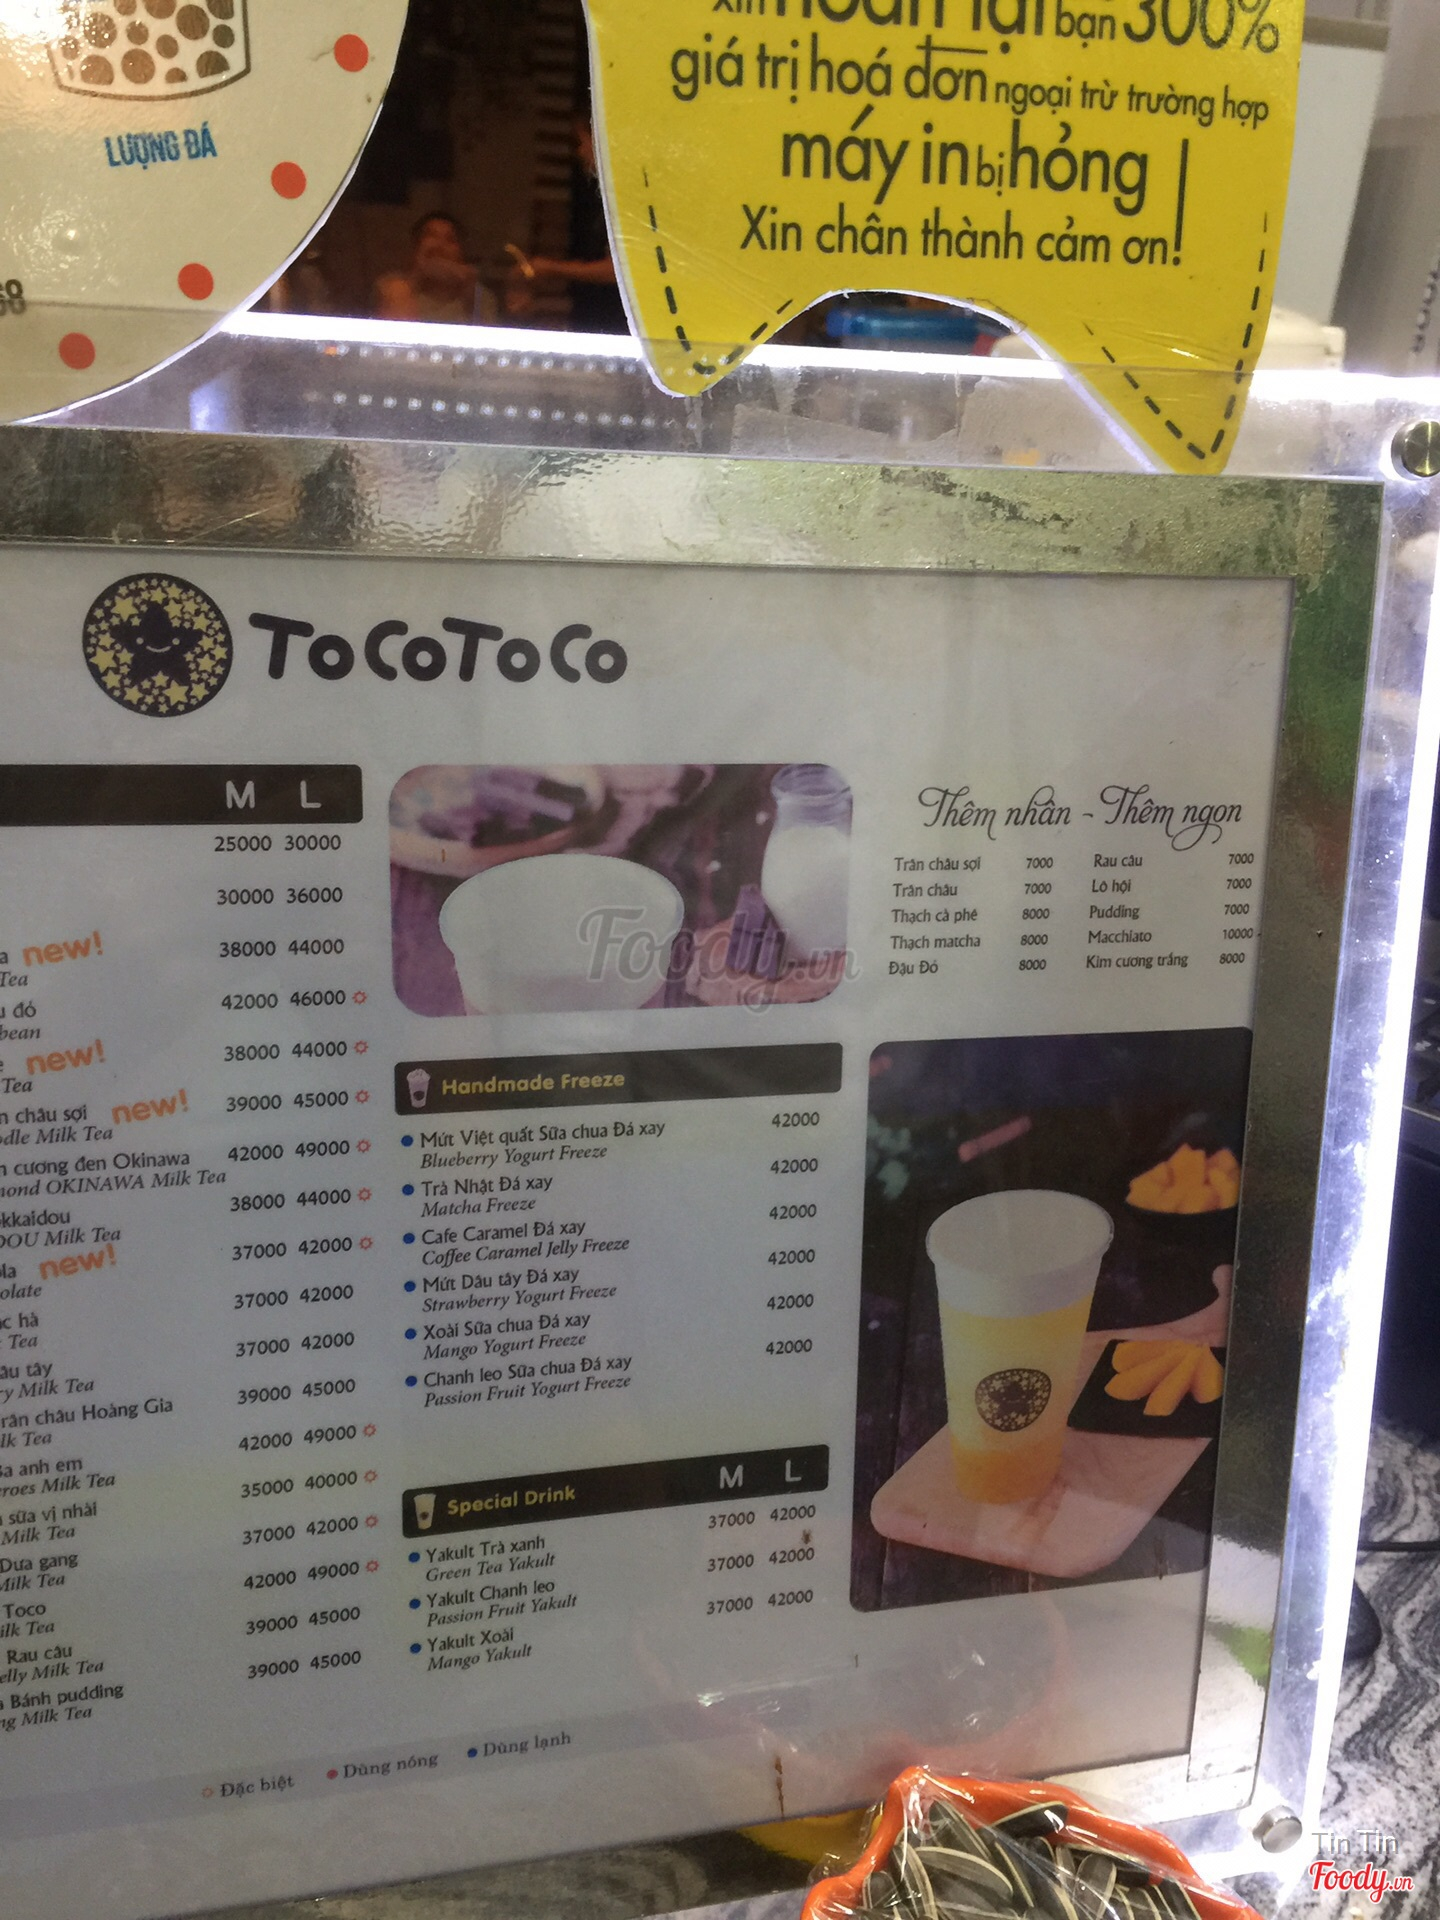 hoàn lại bạn 300%
giá trị hoá đơn ngoại trừ trường hợp
máy in bị hỏng
Xin chân thành cảm ơn!
LƯỢNG ĐÁ
ToCoToCo
M L
25000 30000
30000 36000
new! 38000 44000
Tea
đỏ 42000 46000
bean
new! 38000 44000
Tea
châu sợi new! 39000 45000
Milk Tea
cương đen Okinawa 42000 49000
OKINAWA Milk Tea
38000 44000
Milk Tea
new! 37000 42000
hà 37000 42000
Tea
tây 37000 42000
Milk Tea
châu Hoàng Gia 39000 45000
Tea
anh em 42000 49000
Milk Tea
sữa vị nhài 35000 40000
Milk Tea
Dưa gang 37000 42000
Milk Tea
Toco 42000 49000
Tea
Rau câu 39000 45000
Milk Tea
Bánh pudding 39000 45000
Milk Tea
Đặc biệt Dùng nóng Dùng lạnh
Handmade Freeze
Mứt Việt quất Sữa chua Đá xay 42000
Blueberry Yogurt Freeze
Trà Nhật Đá xay 42000
Matcha Freeze
Cafe Caramel Đá xay 42000
Coffee Caramel Jelly Freeze
Mứt Dâu tây Đá xay 42000
Strawberry Yogurt Freeze
Xoài Sữa chua Đá xay 42000
Mango Yogurt Freeze
Chanh leo Sữa chua Đá xay 42000
Passion Fruit Yogurt Freeze
Special Drink M L
Yakult Trà xanh 37000 42000
Green Tea Yakult
Yakult Chanh leo 37000 42000
Passion Fruit Yakult
Yakult Xoài 37000 42000
Mango Yakult
Thêm nhân - Thêm ngon
Trân châu sợi 7000 Rau câu 7000
Trân châu 7000 Lô hội 7000
Thạch cà phê 8000 Pudding 7000
Thạch matcha 8000 Macchiato 10000
Đậu Đỏ 8000 Kim cương trắng 8000
Foody.vn
Tin Tin
Foody.vn